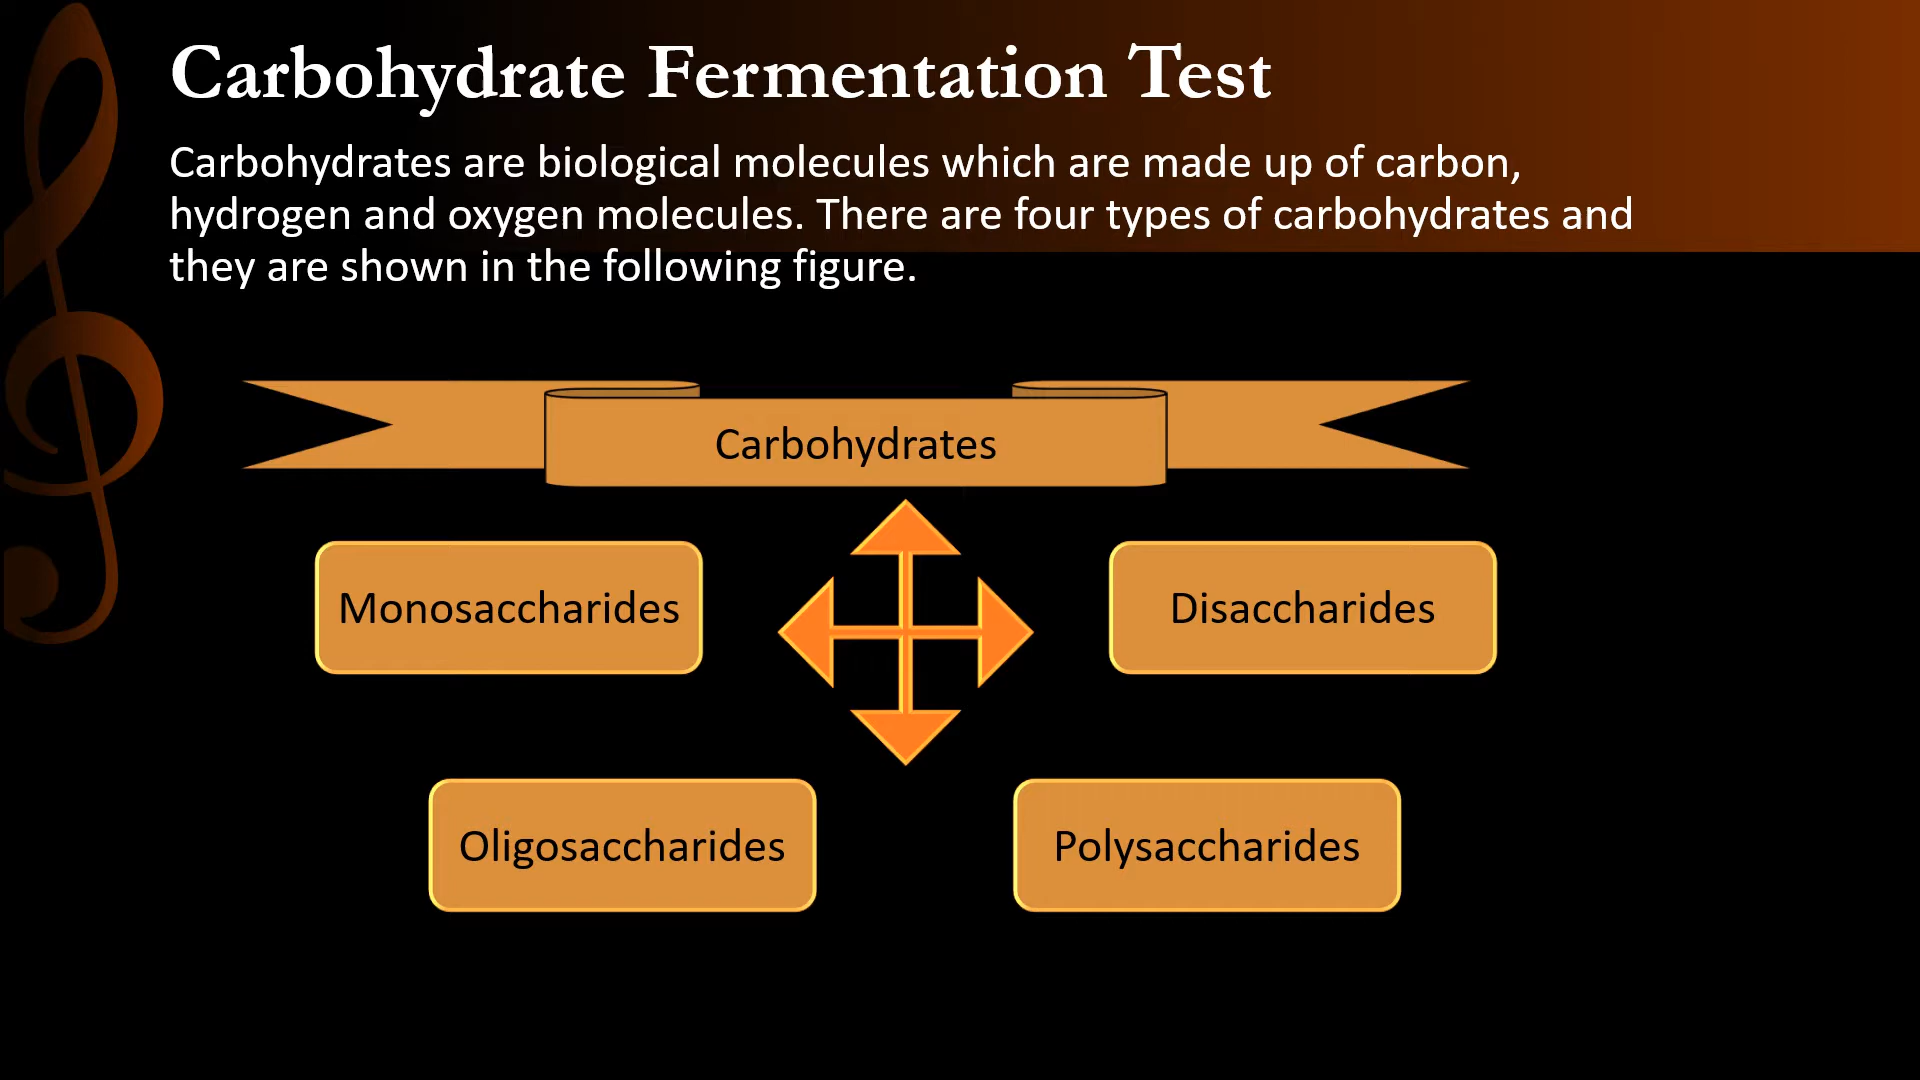 Carbohydrate Fermentation Test
Carbohydrates are biological molecules which are made up of carbon,
hydrogen and oxygen molecules. There are four types of carbohydrates and
they are shown in the following figure.
Carbohydrates
Monosaccharides
Disaccharides
Oligosaccharides
Polysaccharides